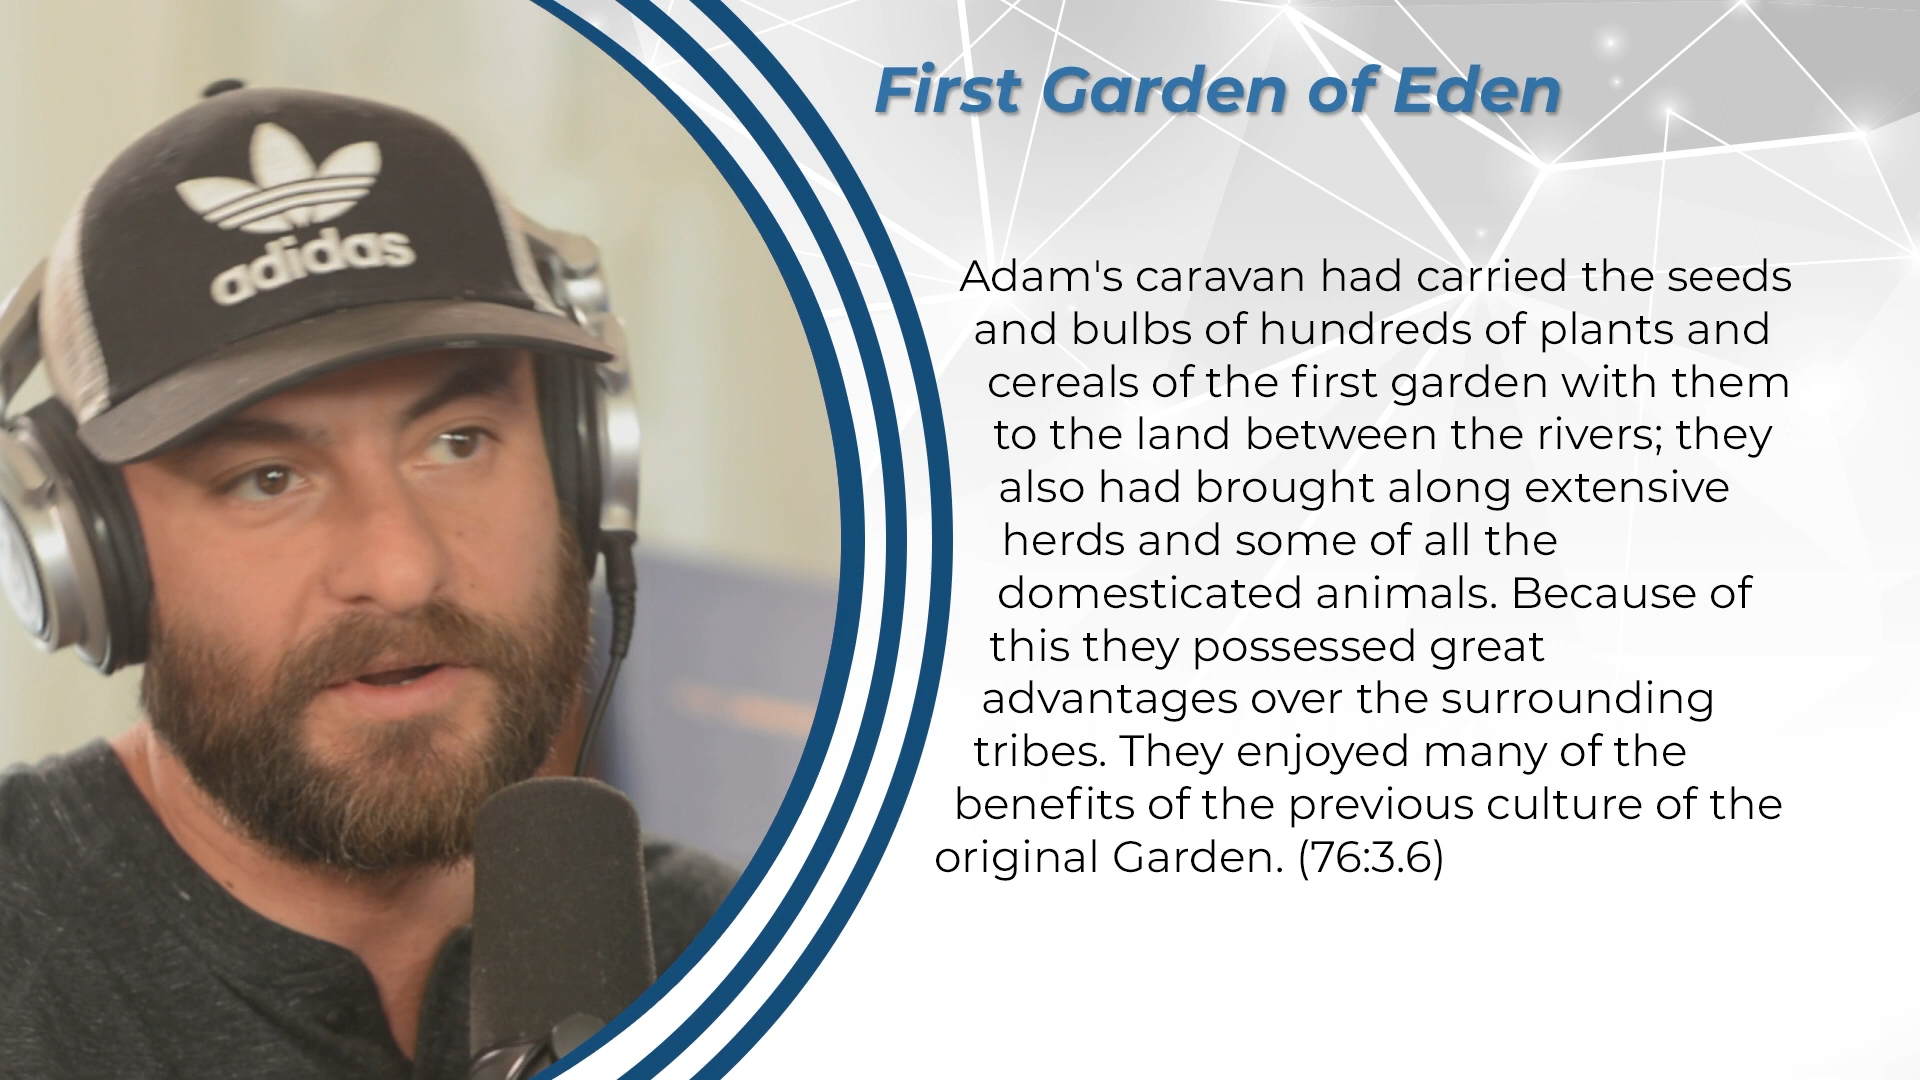 First Garden of Eden
adidas
Adam's caravan had carried the seeds
and bulbs of hundreds of plants and
cereals of the first garden with them
to the land between the rivers; they
also had brought along extensive
herds and some of all the
domesticated animals. Because of
this they possessed great
advantages over the surrounding
tribes. They enjoyed many of the
benefits of the previous culture of the
original Garden. (76:3.6)